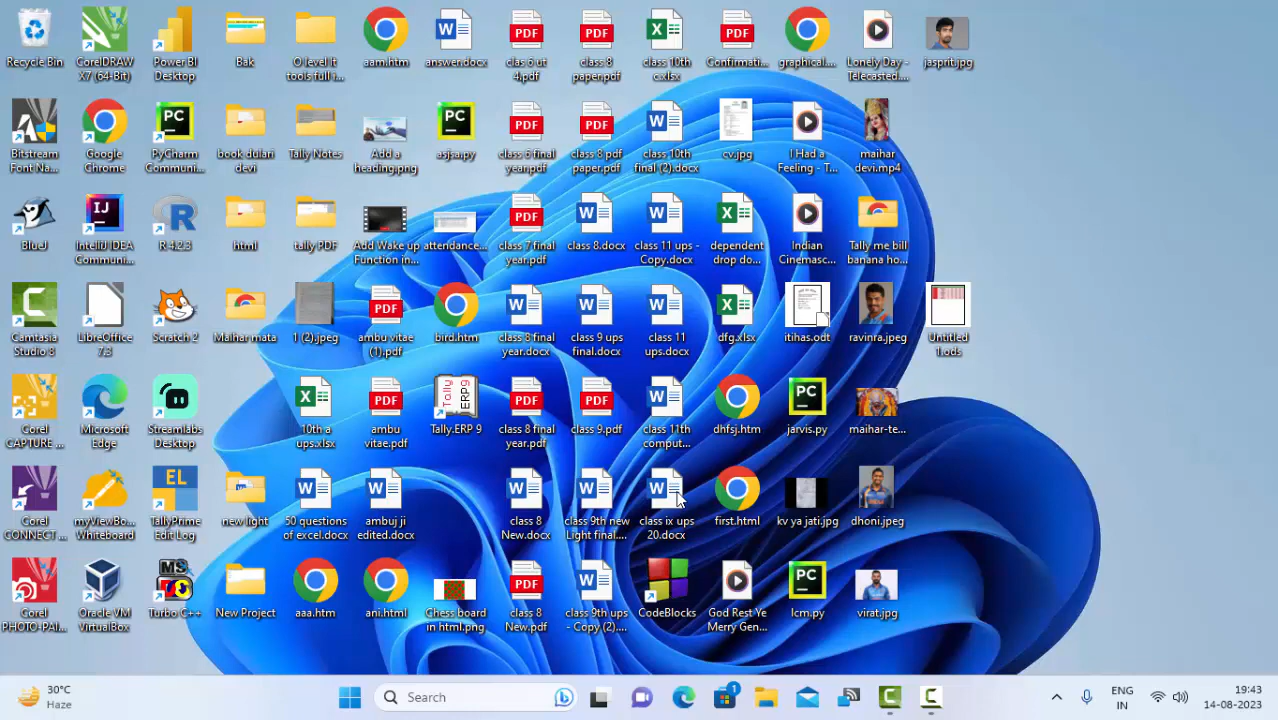 Recycle Bin
CorelDRAW
X7 (64-Bit)
Power BI
Desktop
Bak
O level It
tools full i...
aam.htm
answer.docx
clas 6 ut
4.pdf
class 8
paper.pdf
class 10th
c.xlsx
Confirmati...
graphical....
Lonely Day -
Telecasted....
jasprit.jpg
Bitstream
Font Na...
Google
Chrome
PyCharm
Communi...
book dulari
devi
Tally Notes
Add a
heading.png
asjsa.py
class 6 final
year.pdf
class 8 pdf
paper.pdf
class 10th
final (2).docx
cv.jpg
I Had a
Feeling - T...
maihar
devi.mp4
BlueJ
IntelliJ IDEA
Communi...
R 4.2.3
html
tally PDF
Add Wake up
Function in...
attendance...
class 7 final
year.pdf
class 8.docx
class 11 ups -
Copy.docx
dependent
drop do...
Indian
Cinemasc...
Tally me bill
banana ho...
Camtasia
Studio 8
LibreOffice
7.3
Scratch 2
Maihar mata
1 (2).jpeg
ambu vitae
(1).pdf
bird.htm
class 8 final
year.docx
class 9 ups
final.docx
class 11
ups.docx
dfg.xlsx
itihas.odt
ravinra.jpeg
Untitled
1.ods
Corel
CAPTURE ...
Microsoft
Edge
Streamlabs
Desktop
10th a
ups.xlsx
ambu
vitae.pdf
Tally.ERP 9
class 8 final
year.pdf
class 9.pdf
class 11th
comput...
dhfsj.htm
jarvis.py
maihar-te...
Corel
CONNECT ...
myViewBo...
Whiteboard
TallyPrime
Edit Log
new light
50 questions
of excel.docx
ambuj ji
edited.docx
class 8
New.docx
class 9th new
Light final....
class ix ups
20.docx
first.html
kv ya jati.jpg
dhoni.jpeg
Corel
PHOTO-PAI...
Oracle VM
VirtualBox
Turbo C++
New Project
aaa.htm
ani.html
Chess board
in html.png
class 8
New.pdf
class 9th ups
- Copy (2)....
CodeBlocks
God Rest Ye
Merry Gen...
lcm.py
virat.jpg
30°C
Haze
Search
1
ENG
IN
19:43
14-08-2023